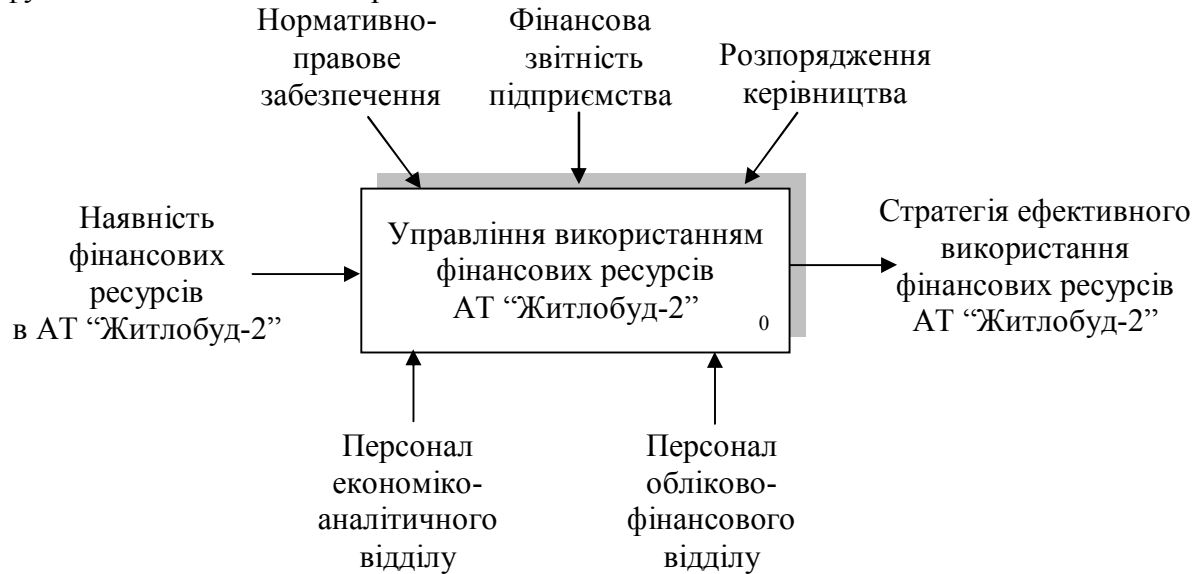 Нормативно-
правове
забезпечення
Фінансова
звітність
підприємства
Розпорядження
керівництва
Наявність
фінансових
ресурсів
в АТ “Житлобуд-2”
Управління використанням
фінансових ресурсів
АТ “Житлобуд-2”
0
Стратегія ефективного
використання
фінансових ресурсів
АТ “Житлобуд-2”
Персонал
економіко-
аналітичного
відділу
Персонал
обліково-
фінансового
відділу